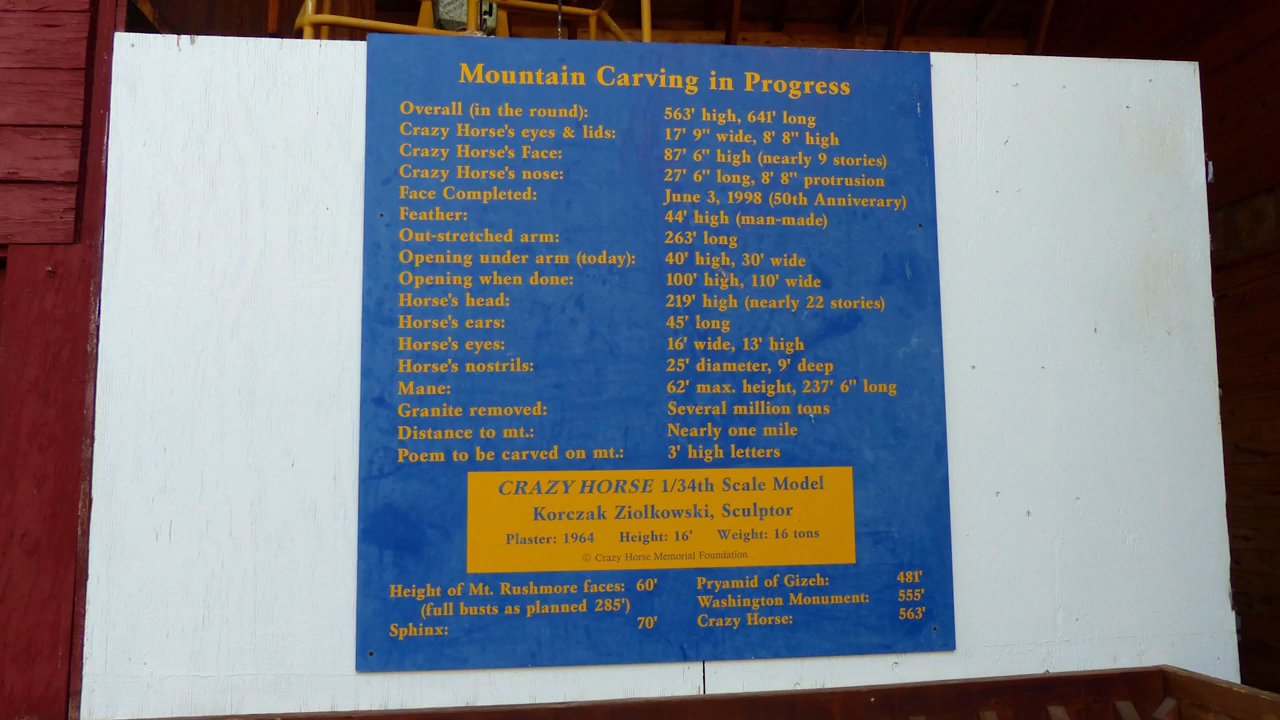 Mountain Carving in Progress
Overall (in the round): 563' high, 641' long
Crazy Horse's eyes & lids: 17' 9" wide, 8' 8" high
Crazy Horse's Face: 87' 6" high (nearly 9 stories)
Crazy Horse's nose: 27' 6" long, 8' 8" protrusion
Face Completed: June 3, 1998 (50th Anniverary)
Feather: 44' high (man-made)
Out-stretched arm: 263' long
Opening under arm (today): 40' high, 30' wide
Opening when done: 100' high, 110' wide
Horse's head: 219' high (nearly 22 stories)
Horse's ears: 45' long
Horse's eyes: 16' wide, 13' high
Horse's nostrils: 25' diameter, 9' deep
Mane: 62' max. height, 237' 6" long
Granite removed: Several million tons
Distance to mt.: Nearly one mile
Poem to be carved on mt.: 3' high letters
CRAZY HORSE 1/34th Scale Model
Korczak Ziolkowski, Sculptor
Plaster: 1964 Height: 16' Weight: 16 tons
© Crazy Horse Memorial Foundation
Height of Mt. Rushmore faces: 60'
(full busts as planned 285')
Sphinx: 70'
Pryamid of Gizeh: 481'
Washington Monument: 555'
Crazy Horse: 563'